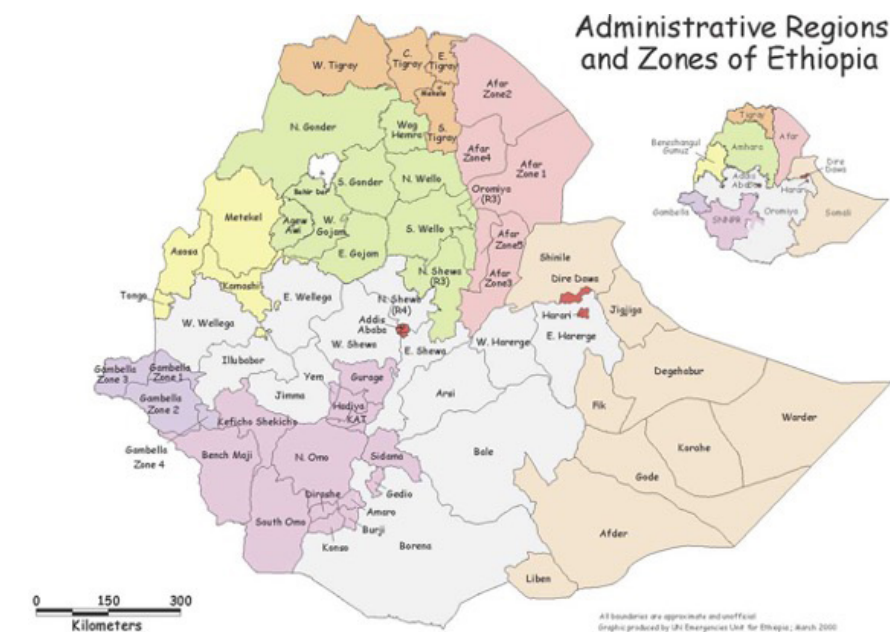 Administrative Regions
and Zones of Ethiopia
W. Tigray
C.
Tigray
E.
Tigray
Mekele
S.
Tigray
Afar
Zone2
N. Gonder
Wag
Hemra
Afar
Zone4
Afar
Zone 1
Bahir Dar
S. Gonder
N. Wello
Oromiya
(R3)
Metekel
Agew
Awi
W.
Gojam
S. Wello
Afar
Zone5
Asosa
E. Gojam
N. Shewa
(R3)
Afar
Zone3
Shinile
Dire Dawa
Kamashi
Tongo
E. Wellega
N. Shewa
(R4)
Jigjiga
W. Wellega
Addis
Ababa
Harari
W. Shewa
E. Shewa
W. Harerge
E. Harerge
Illubabor
Gambella
Zone 3
Gambella
Zone 1
Yem
Gurage
Degehabur
Jimma
Arsi
Gambella
Zone 2
Hadiya
KAT
Fik
Warder
Keficho Shekicho
Gambella
Zone 4
Bench Maji
N. Omo
Sidama
Bale
Korahe
Gode
Dirashe
Gedio
South Omo
Amaro
Burji
Konso
Borena
Afder
Liben
Tigray
Afar
Benashangul
Gumuz
Amhara
Dire
Dawa
Addis
Ababa
Harari
Gambella
SNNPR
Oromiya
Somali
0 150 300
Kilometers
All boundaries are approximate and unofficial
Graphic produced by UN Emergencies Unit for Ethiopia; March 2000